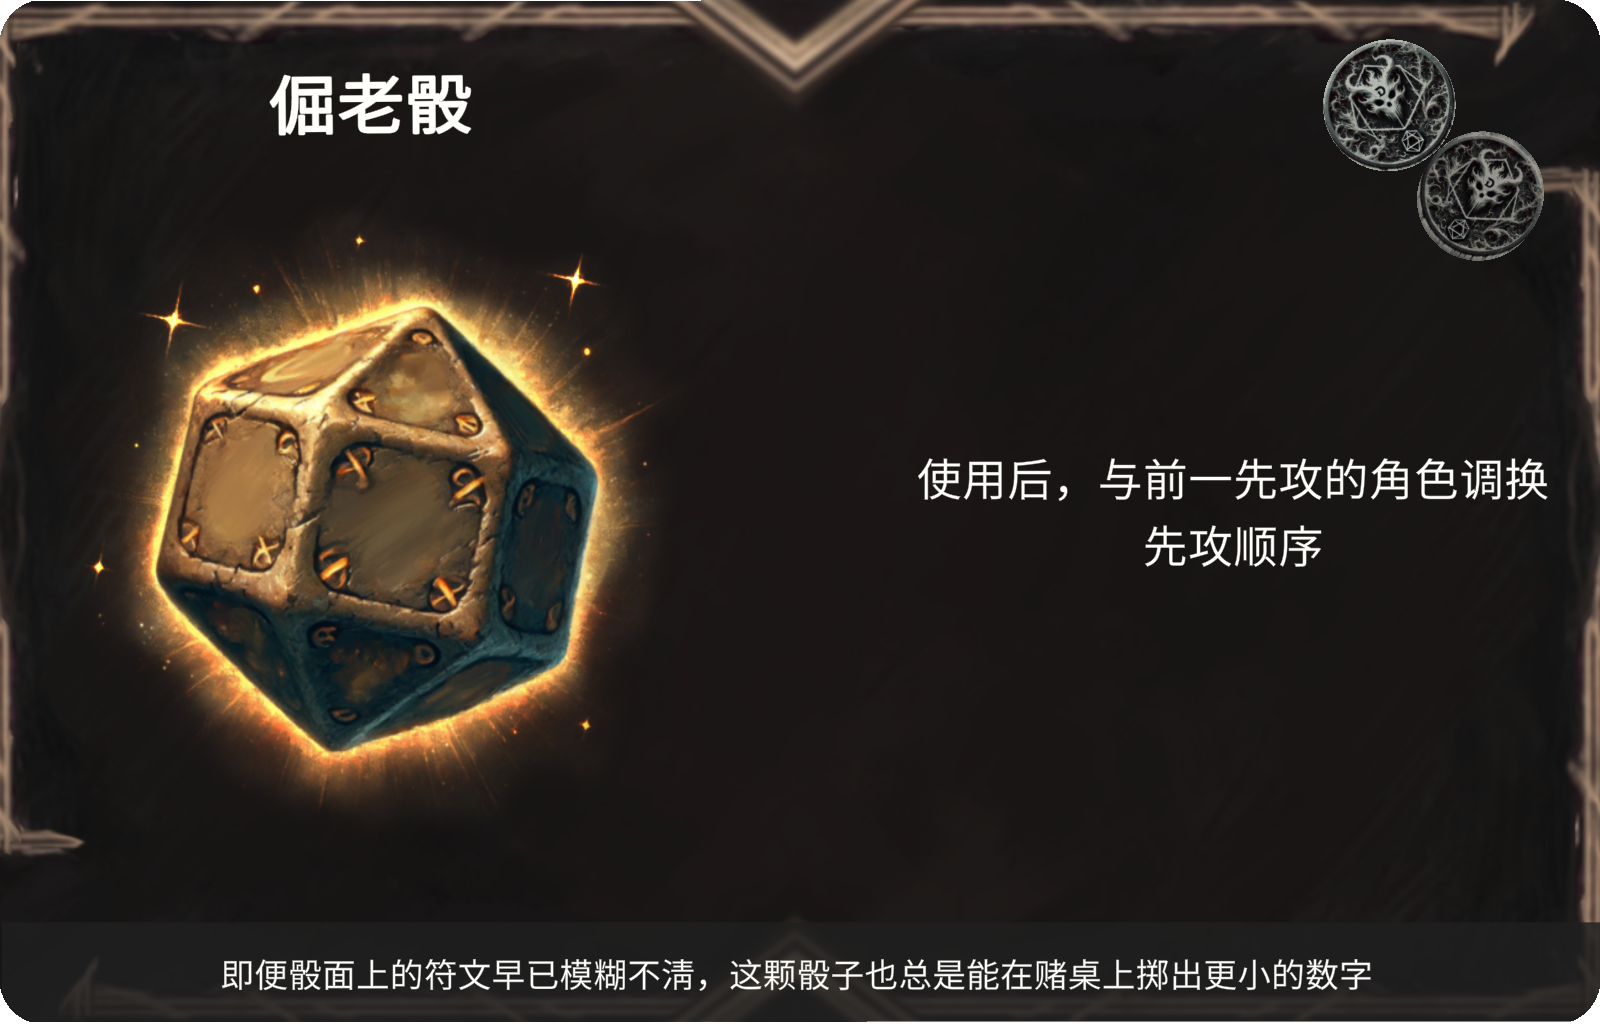 倔老骰
使用后，与前一先攻的角色调换
先攻顺序
即便骰面上的符文早已模糊不清，这颗骰子也总是能在赌桌上掷出更小的数字